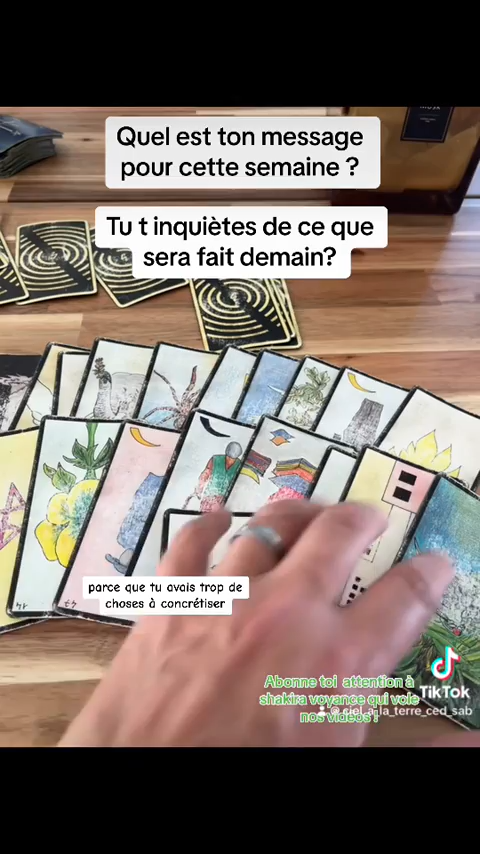 Quel est ton message
pour cette semaine ?
Tu t inquiètes de ce que
sera fait demain?
parce que tu avais trop de
choses à concrétiser
Abonne toi attention à
shakira voyance qui vole
nos vidéos !
TikTok
@ciel_a_la_terre_ced_sab